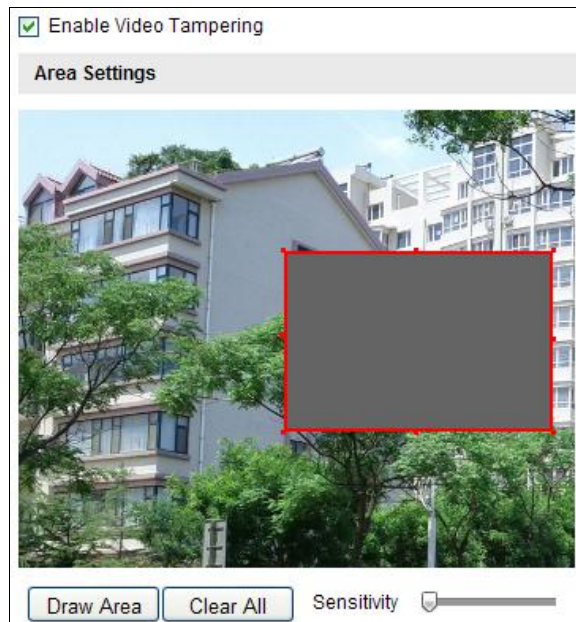 Enable Video Tampering
Area Settings
Draw Area
Clear All
Sensitivity